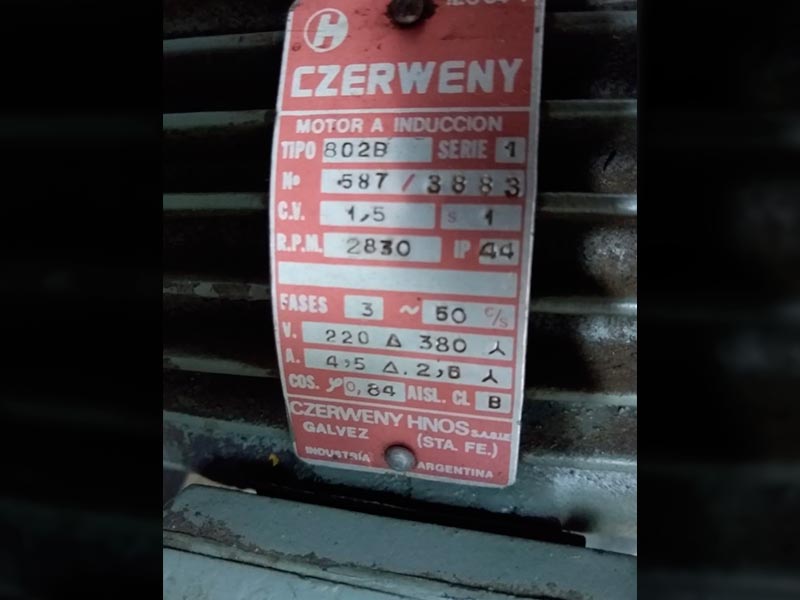 H
CZERWENY
MOTOR A INDUCCION
TIPO 802B SERIE 1
Nº 587/3883
C.V. 1,5 S 1
R.P.M. 2830 IP 44
FASES 3 ~ 50 c/s
V. 220 Δ 380 ⅄
A. 4,5 Δ. 2,6 ⅄
COS. φ 0,84 AISL. CL B
CZERWENY HNOS S.A.G.I.E
GALVEZ (STA. FE.)
INDUSTRIA ARGENTINA